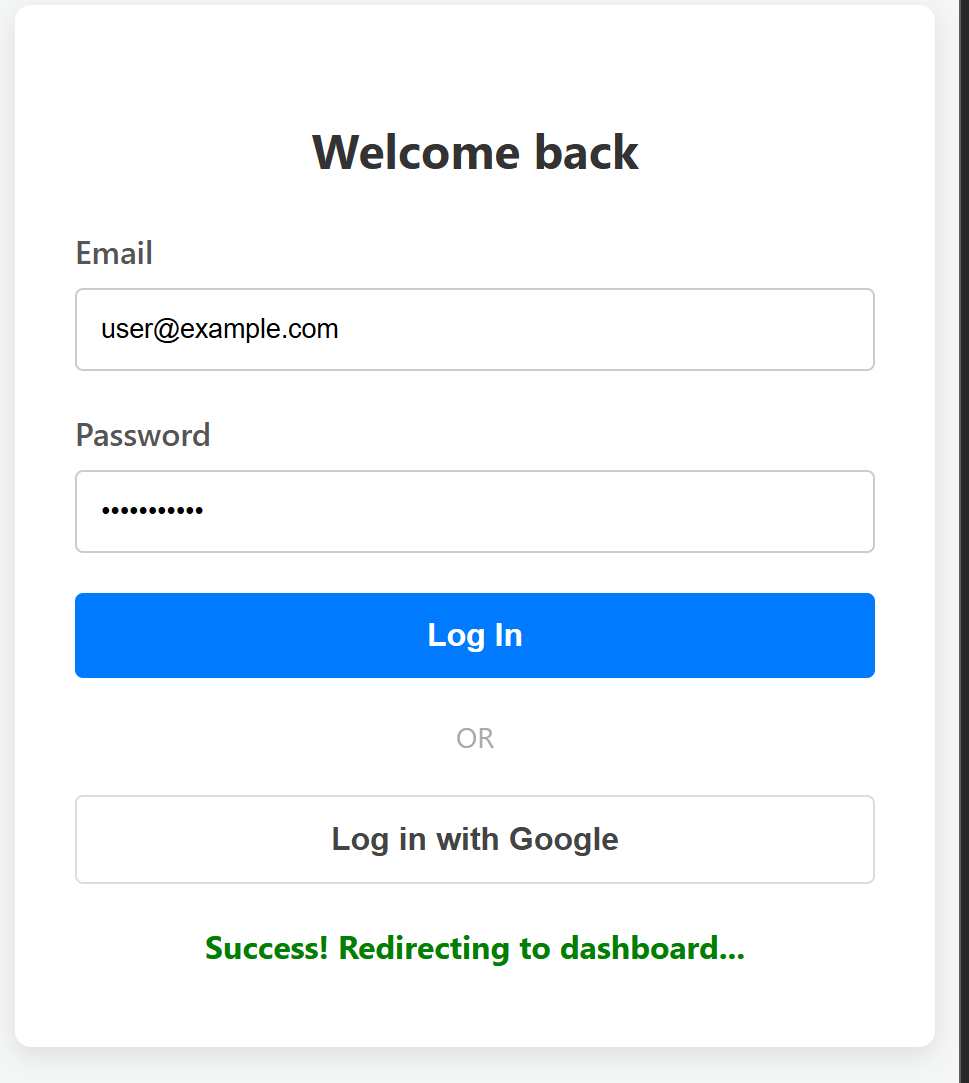 Welcome back
Email
user@example.com
Password
•••••••••••
Log In
OR
Log in with Google
Success! Redirecting to dashboard...